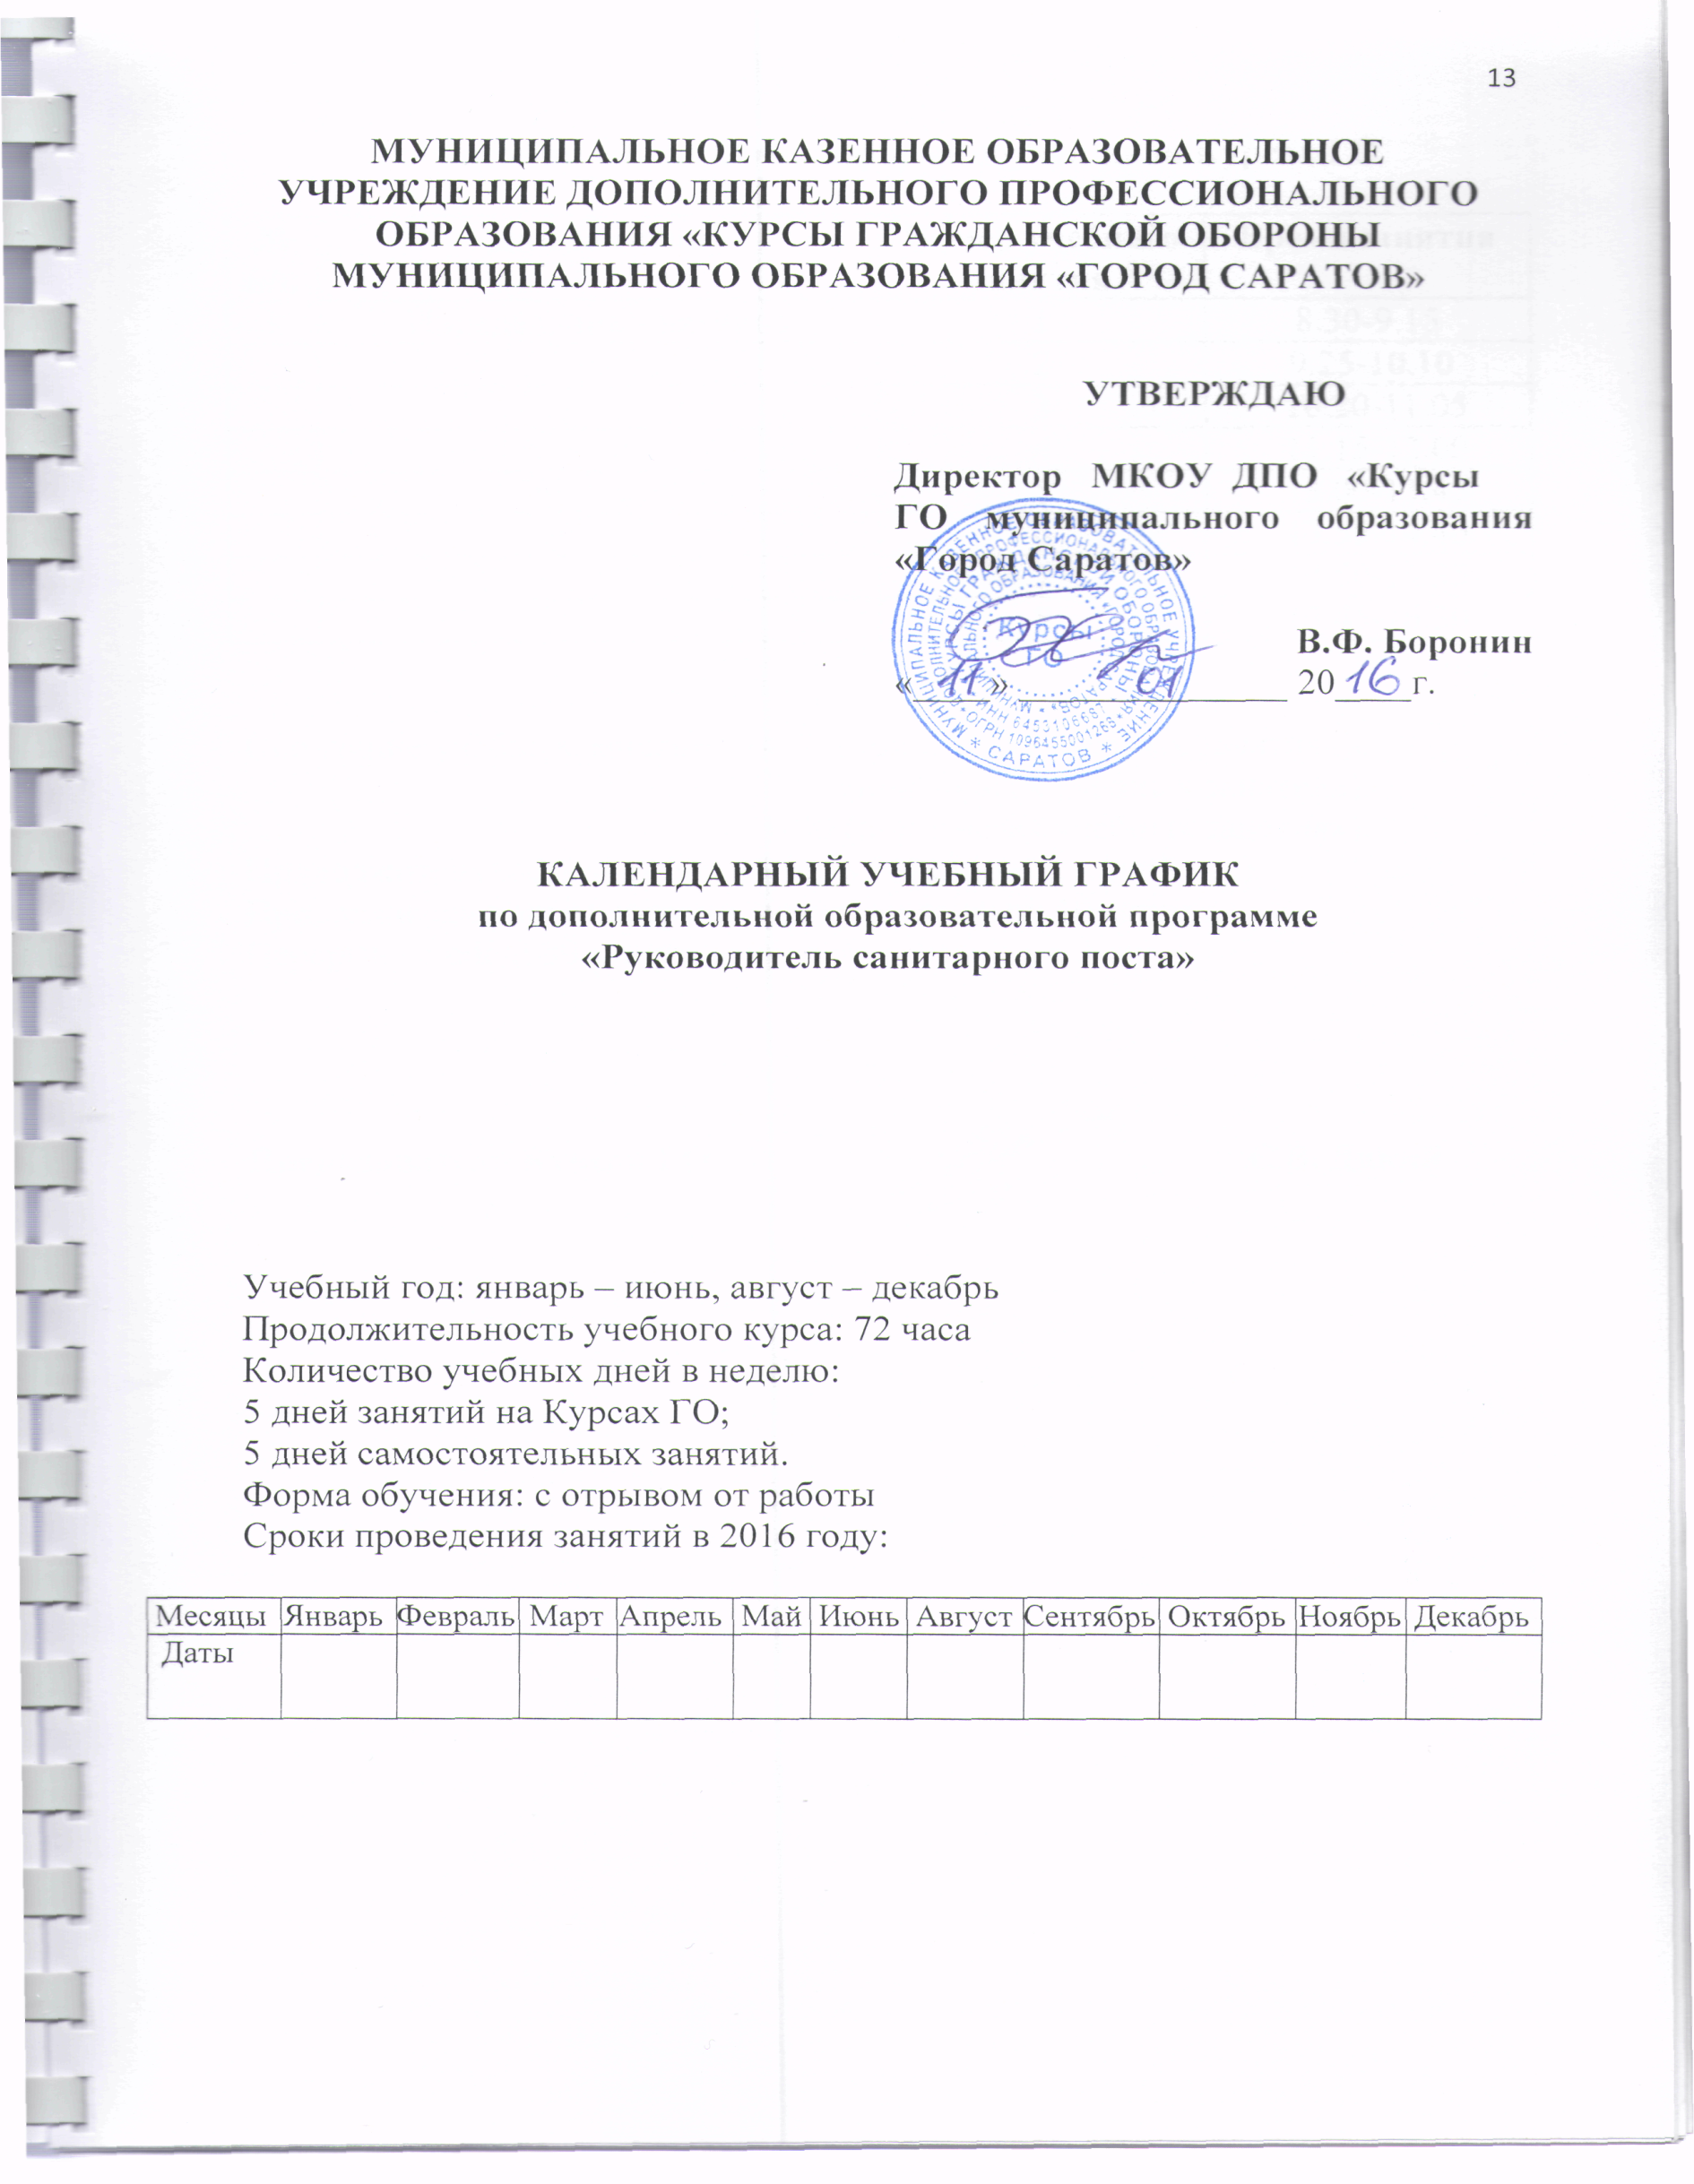 13
МУНИЦИПАЛЬНОЕ КАЗЕННОЕ ОБРАЗОВАТЕЛЬНОЕ
УЧРЕЖДЕНИЕ ДОПОЛНИТЕЛЬНОГО ПРОФЕССИОНАЛЬНОГО
ОБРАЗОВАНИЯ «КУРСЫ ГРАЖДАНСКОЙ ОБОРОНЫ
МУНИЦИПАЛЬНОГО ОБРАЗОВАНИЯ «ГОРОД САРАТОВ»
УТВЕРЖДАЮ
Директор МКОУ ДПО «Курсы
ГО муниципального образования
«Город Саратов»
В.Ф. Боронин
«11» 01 2016 г.
Курсы
ГО
САРАТОВ
КАЛЕНДАРНЫЙ УЧЕБНЫЙ ГРАФИК
по дополнительной образовательной программе
«Руководитель санитарного поста»
Учебный год: январь – июнь, август – декабрь
Продолжительность учебного курса: 72 часа
Количество учебных дней в неделю:
5 дней занятий на Курсах ГО;
5 дней самостоятельных занятий.
Форма обучения: с отрывом от работы
Сроки проведения занятий в 2016 году:
Месяцы Январь Февраль Март Апрель Май Июнь Август Сентябрь Октябрь Ноябрь Декабрь
Даты